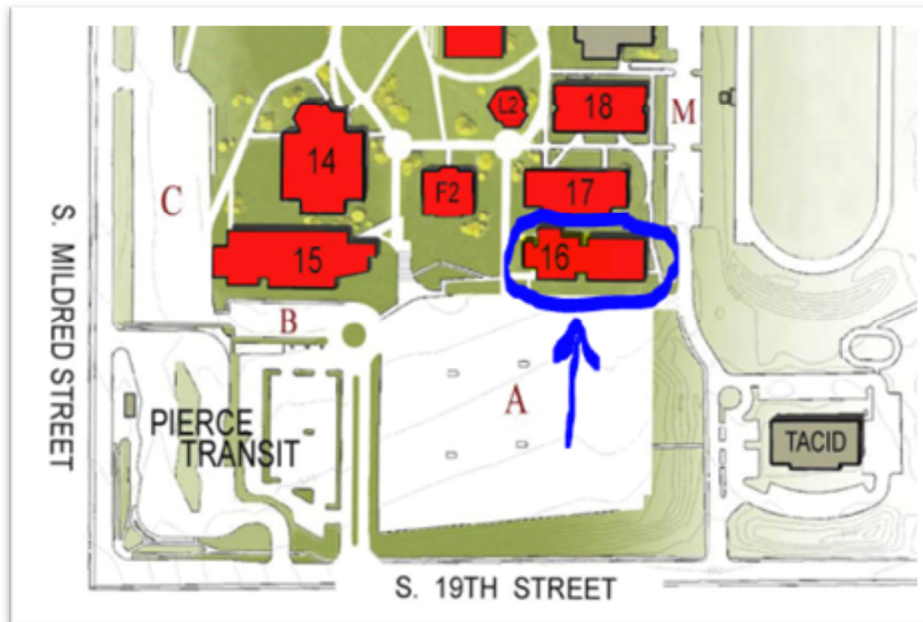 18
M
L2
14
17
F2
C
16
15
B
S. MILDRED STREET
A
PIERCE
TRANSIT
TACID
S. 19TH STREET